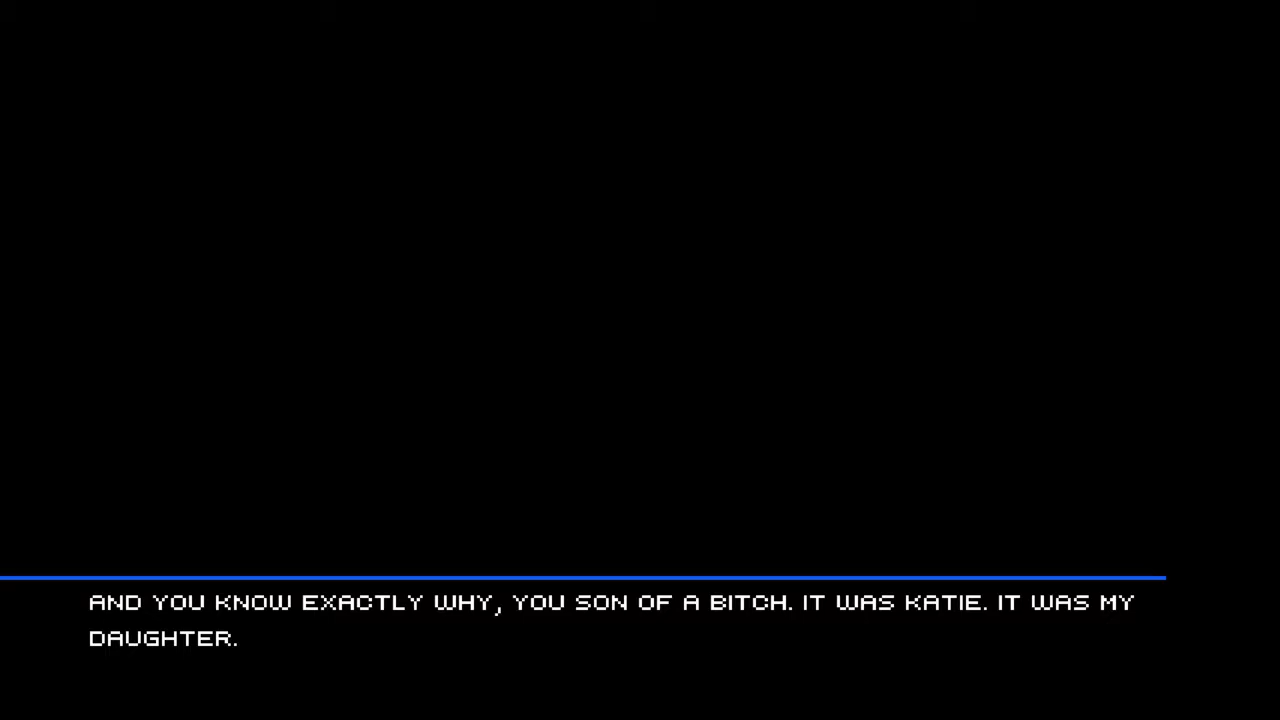 AND YOU KNOW EXACTLY WHY, YOU SON OF A BITCH. IT WAS KATIE. IT WAS MY
DAUGHTER.